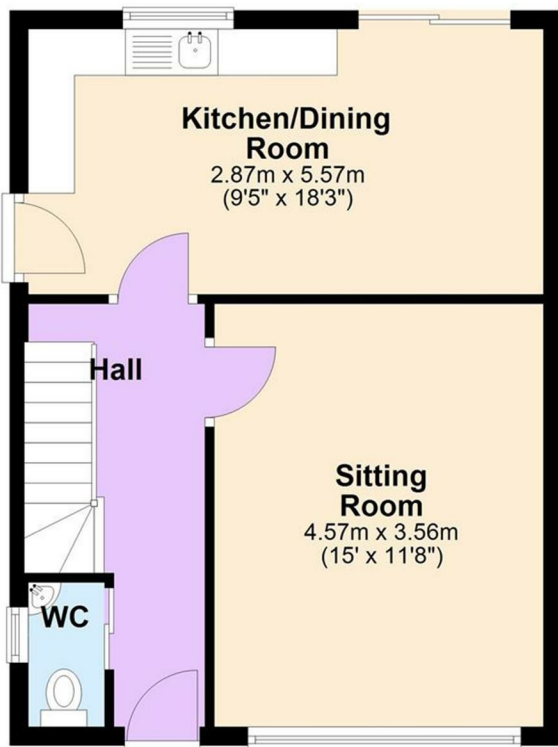 Kitchen/Dining
Room
2.87m x 5.57m
(9'5" x 18'3")
Hall
Sitting
Room
4.57m x 3.56m
(15' x 11'8")
WC